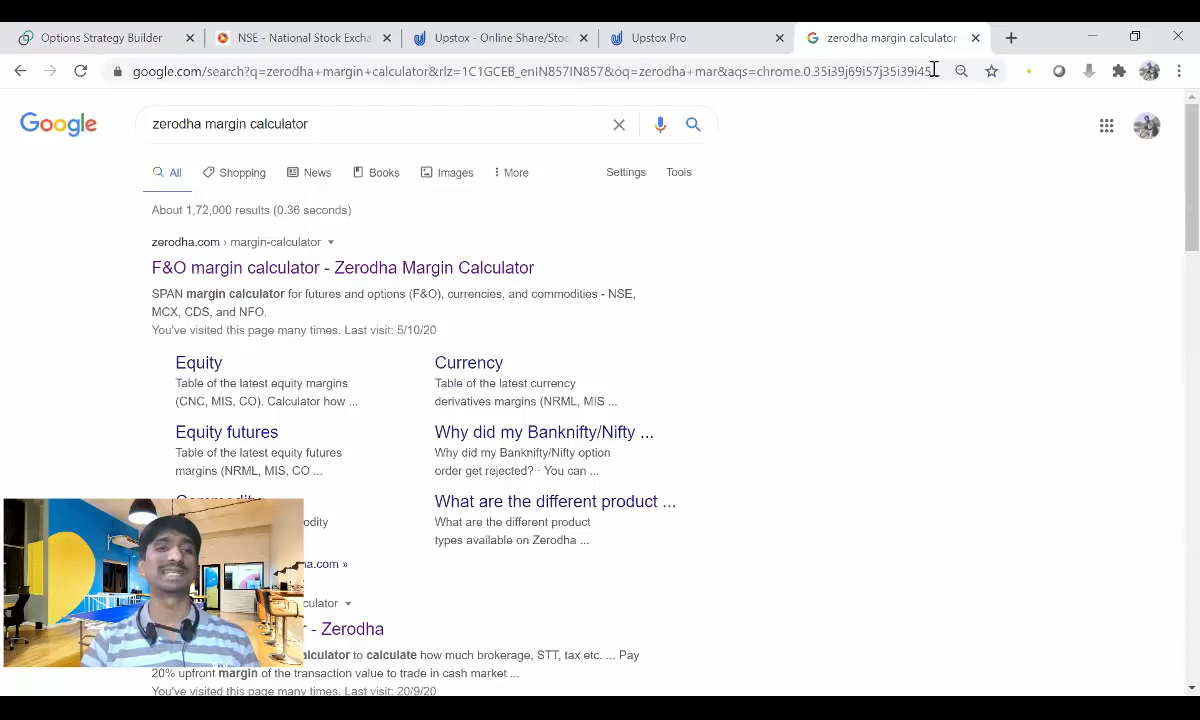 Options Strategy Builder
NSE - National Stock Excha
Upstox - Online Share/Stoc
Upstox Pro
zerodha margin calculator
google.com/search?q=zerodha+margin+calculator&rlz=1C1GCEB_enIN857IN857&oq=zerodha+mar&aqs=chrome.0.35i39j69i57j35i39i45
Google
zerodha margin calculator
All
Shopping
News
Books
Images
More
Settings
Tools
About 1,72,000 results (0.36 seconds)
zerodha.com › margin-calculator
F&O margin calculator - Zerodha Margin Calculator
SPAN margin calculator for futures and options (F&O), currencies, and commodities - NSE,
MCX, CDS, and NFO.
You've visited this page many times. Last visit: 5/10/20
Equity
Table of the latest equity margins
(CNC, MIS, CO). Calculator how ...
Currency
Table of the latest currency
derivatives margins (NRML, MIS ...
Equity futures
Table of the latest equity futures
margins (NRML, MIS, CO ...
Why did my Banknifty/Nifty ...
Why did my Banknifty/Nifty option
order get rejected? · You can ...
Commodity
odity
What are the different product ...
What are the different product
types available on Zerodha ...
a.com »
culator
r - Zerodha
alculator to calculate how much brokerage, STT, tax etc. ... Pay
20% upfront margin of the transaction value to trade in cash market ...
You've visited this page many times. Last visit: 20/9/20